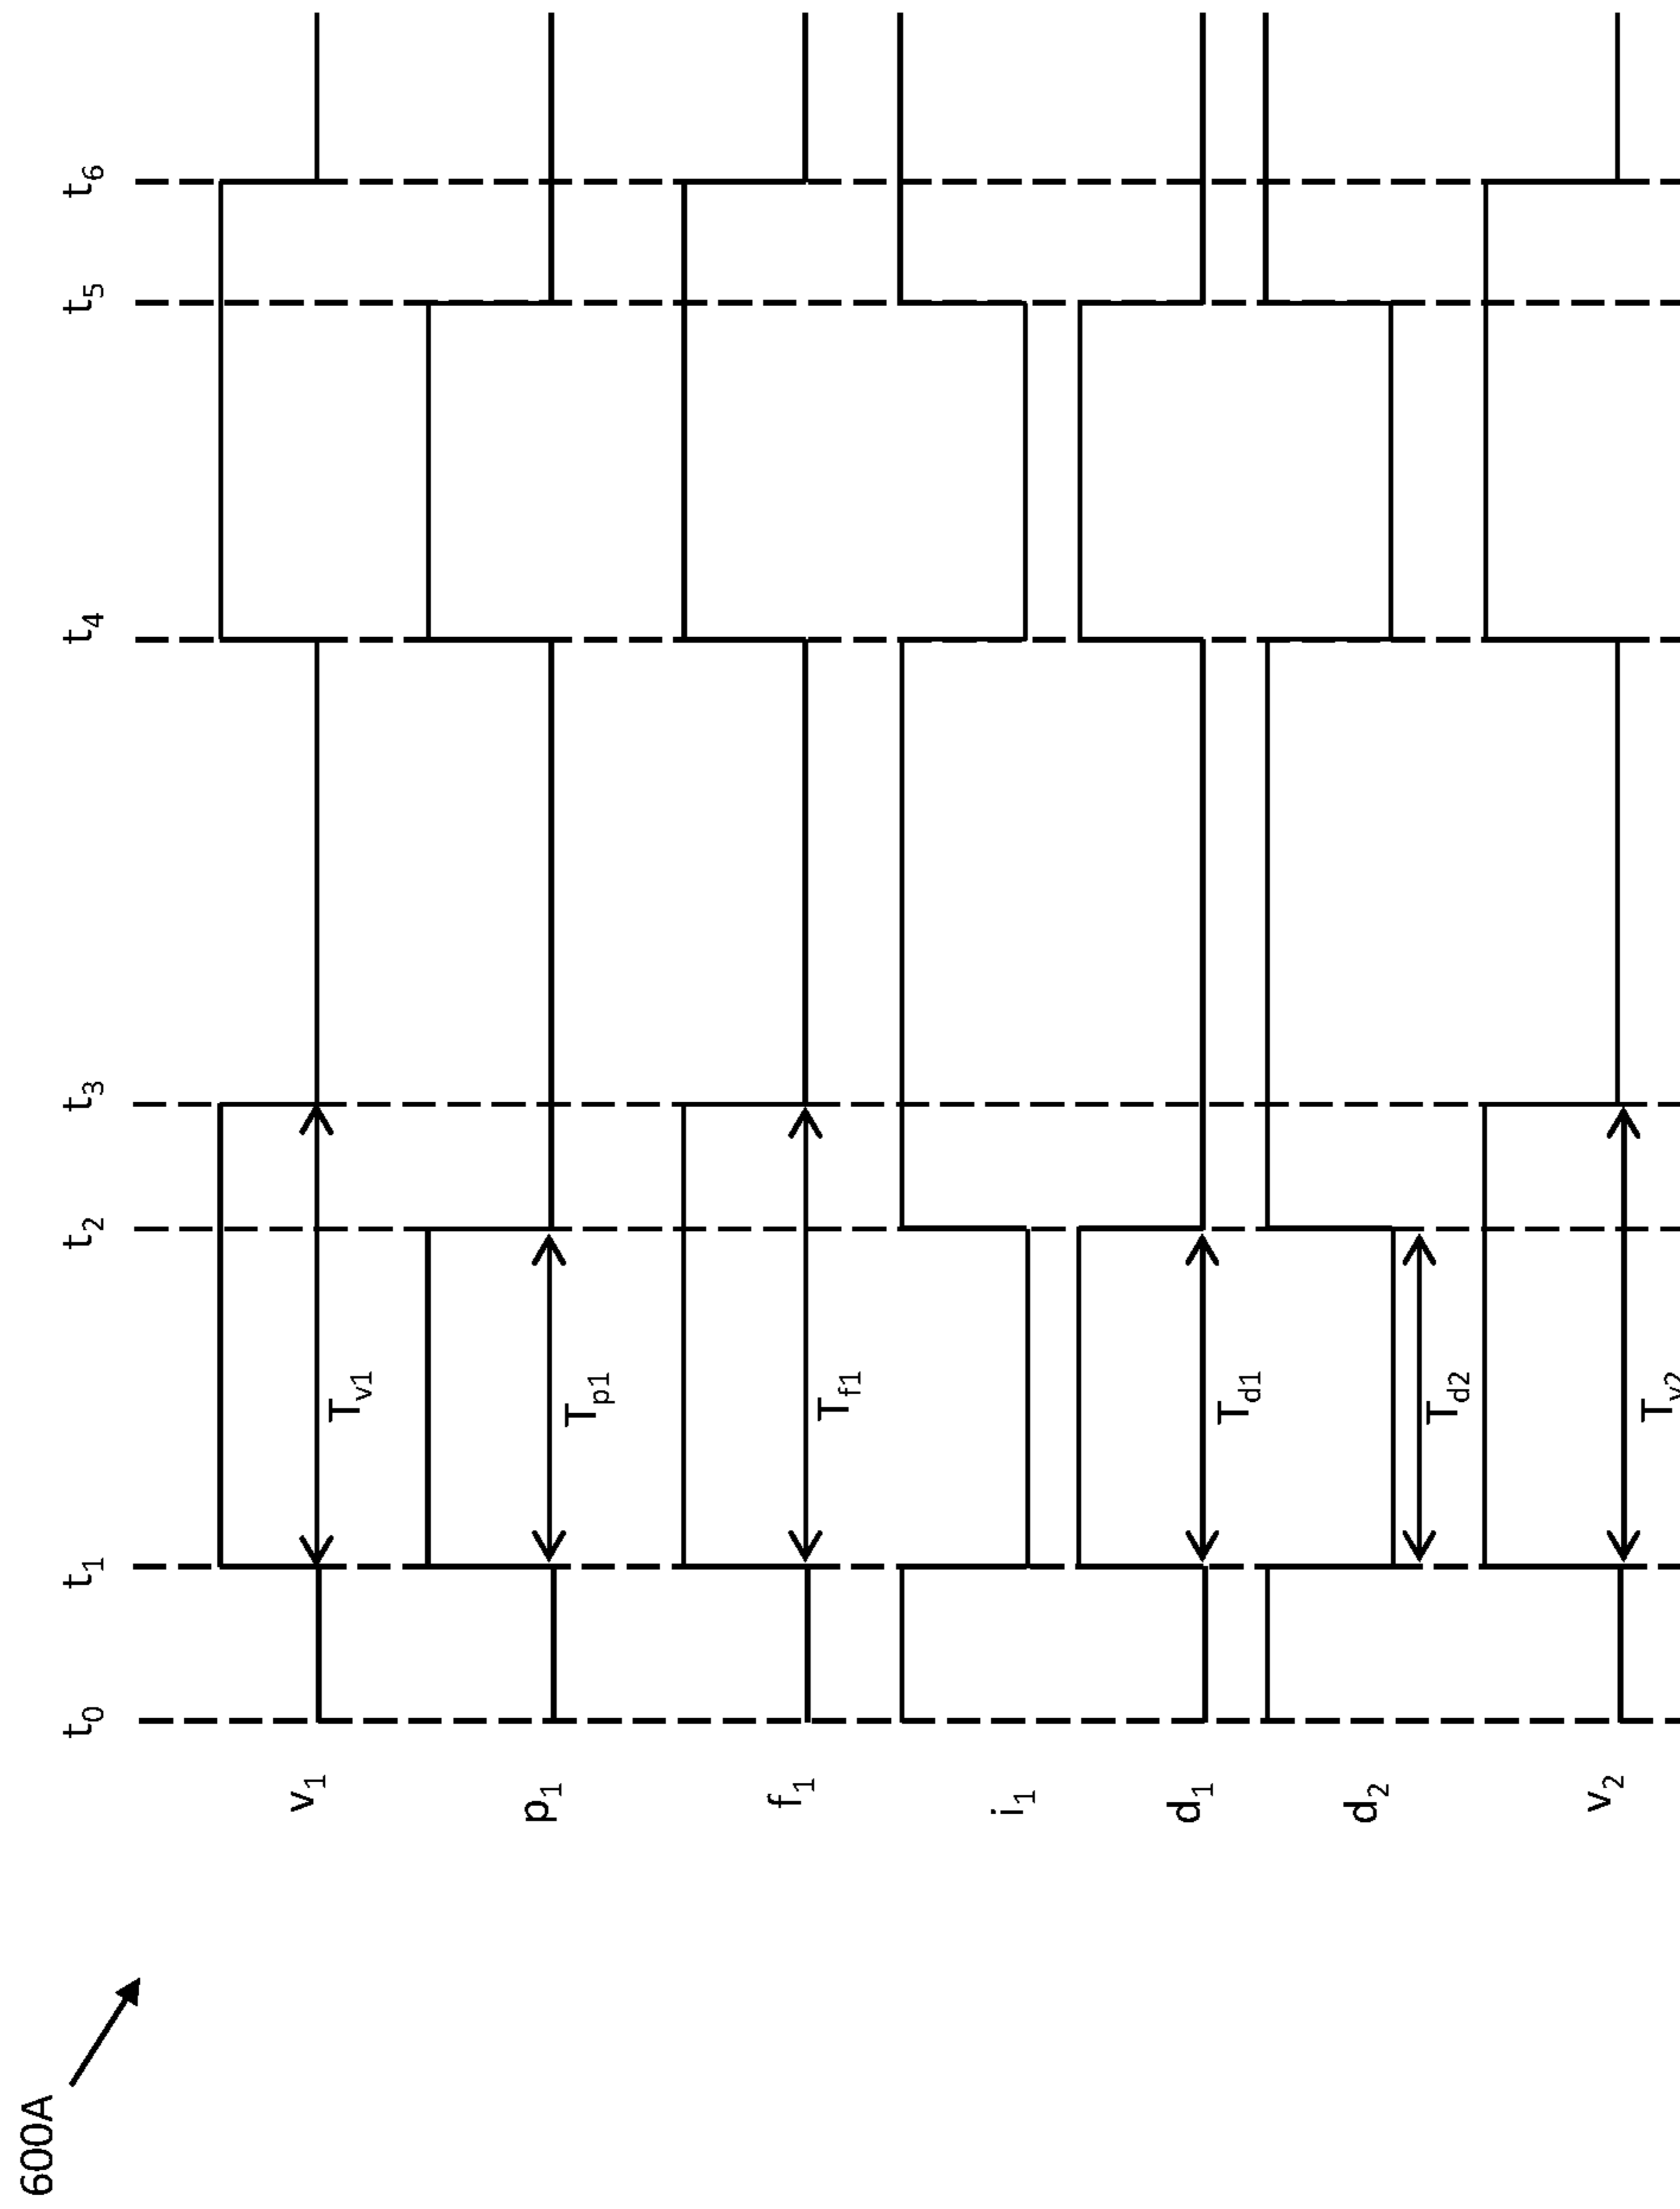 600A
t0 t1 t2 t3 t4 t5 t6
v1
Tv1
p1
Tp1
f1
Tf1
i1
d1
Td1
d2
Td2
v2
Tv2